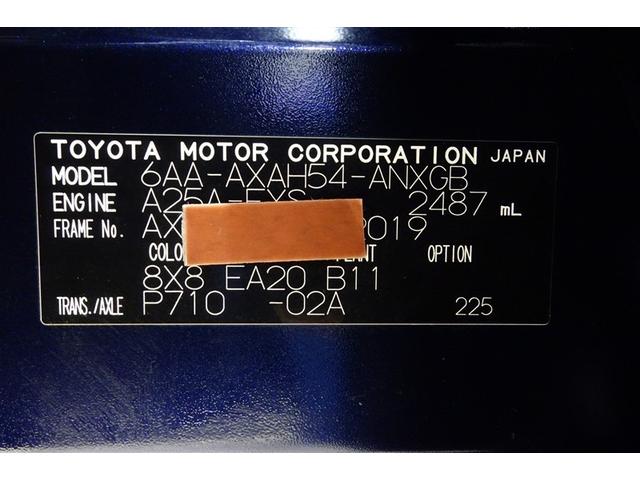 TOYOTA MOTOR CORPORATION JAPAN
MODEL 6AA-AXAH54-ANXGB
ENGINE A25A-FXS 2487 mL
FRAME No. AX 2019
COLO PLANT OPTION
8X8 EA20 B11
TRANS./AXLE P710 -02A 225